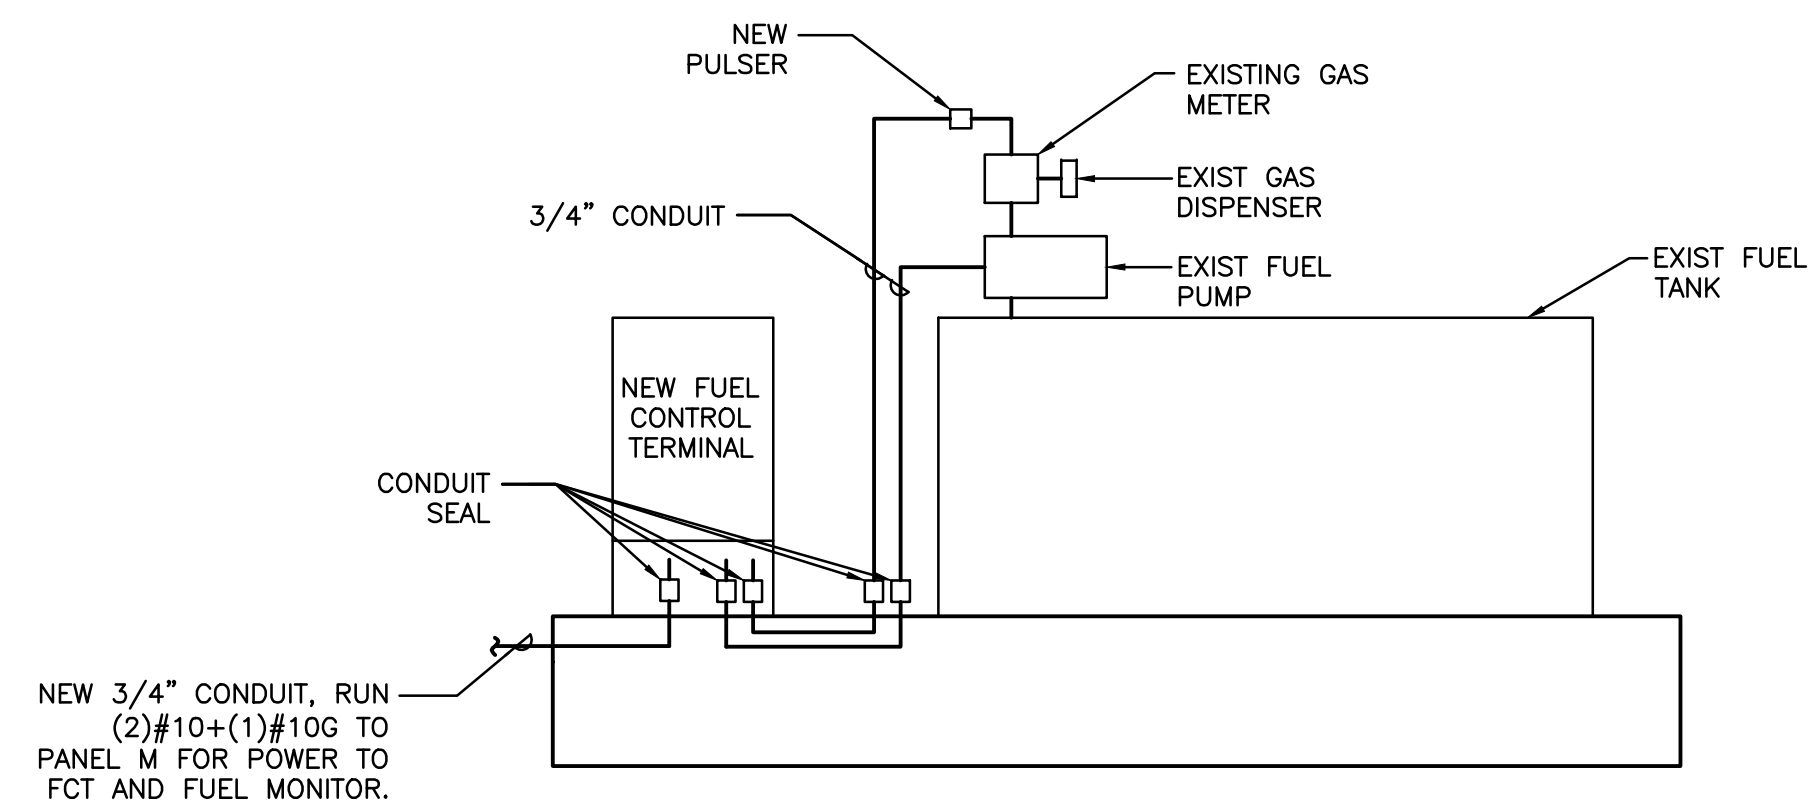 NEW
PULSER
EXISTING GAS
METER
EXIST GAS
DISPENSER
3/4" CONDUIT
EXIST FUEL
PUMP
EXIST FUEL
TANK
NEW FUEL
CONTROL
TERMINAL
CONDUIT
SEAL
NEW 3/4" CONDUIT, RUN
(2)#10+(1)#10G TO
PANEL M FOR POWER TO
FCT AND FUEL MONITOR.